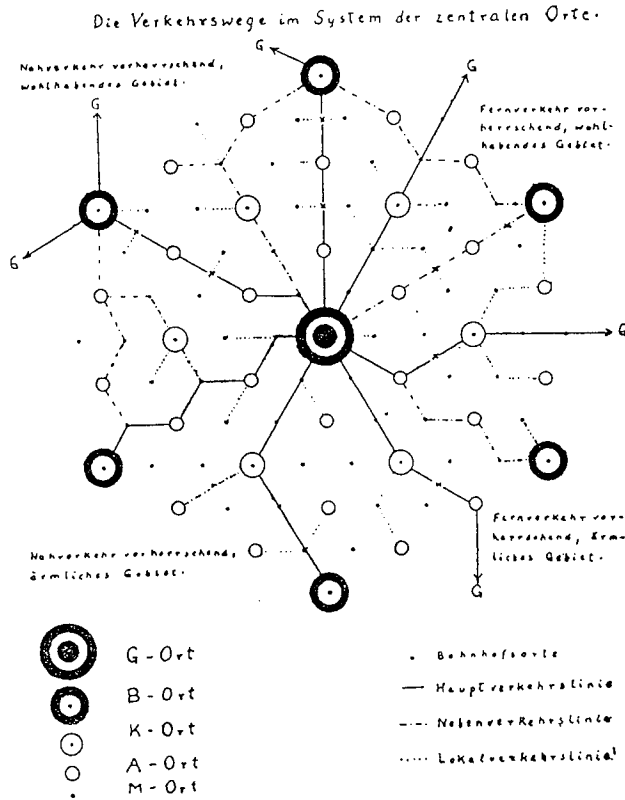 Die Verkehrswege im System der zentralen Orte.
G
G
Nahverkehr vorherrschend,
wohlhabendes Gebiet.
G
Fernverkehr vor-
herrschend, wohl-
habendes Gebiet.
G
G
Nahverkehr vorherrschend,
ärmliches Gebiet.
Fernverkehr vor-
herrschend, ärm-
liches Gebiet.
G
G-Ort
B-Ort
K-Ort
A-Ort
M-Ort
Bahnhofsorte
Hauptverkehrslinie
Nebenverkehrslinie
Lokalverkehrslinie